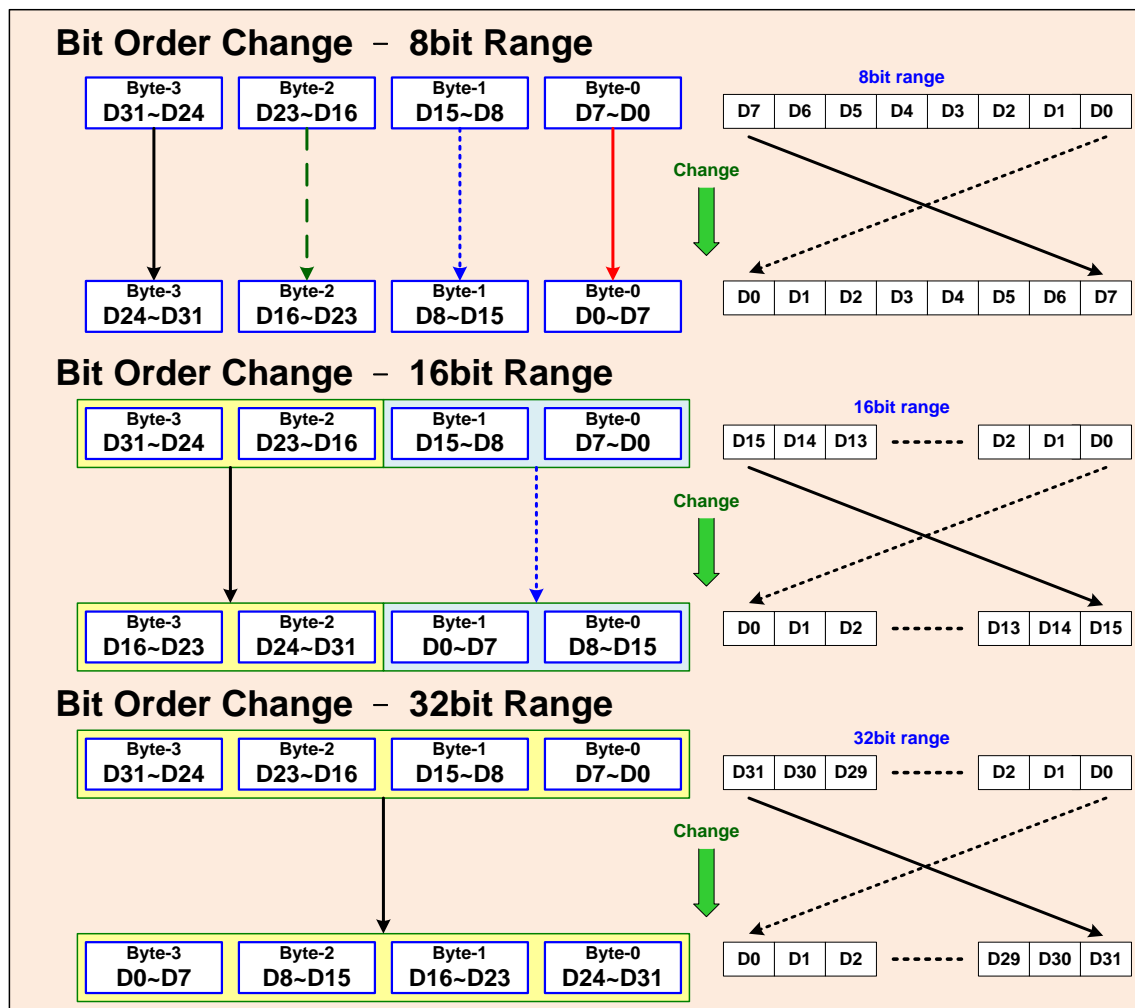 Bit Order Change – 8bit Range
Byte-3 Byte-2 Byte-1 Byte-0
D31~D24 D23~D16 D15~D8 D7~D0
8bit range
D7 D6 D5 D4 D3 D2 D1 D0
Change
Byte-3 Byte-2 Byte-1 Byte-0
D24~D31 D16~D23 D8~D15 D0~D7
D0 D1 D2 D3 D4 D5 D6 D7
Bit Order Change – 16bit Range
Byte-3 Byte-2 Byte-1 Byte-0
D31~D24 D23~D16 D15~D8 D7~D0
16bit range
D15 D14 D13 D2 D1 D0
Change
Byte-3 Byte-2 Byte-1 Byte-0
D16~D23 D24~D31 D0~D7 D8~D15
D0 D1 D2 D13 D14 D15
Bit Order Change – 32bit Range
Byte-3 Byte-2 Byte-1 Byte-0
D31~D24 D23~D16 D15~D8 D7~D0
32bit range
D31 D30 D29 D2 D1 D0
Change
Byte-3 Byte-2 Byte-1 Byte-0
D0~D7 D8~D15 D16~D23 D24~D31
D0 D1 D2 D29 D30 D31